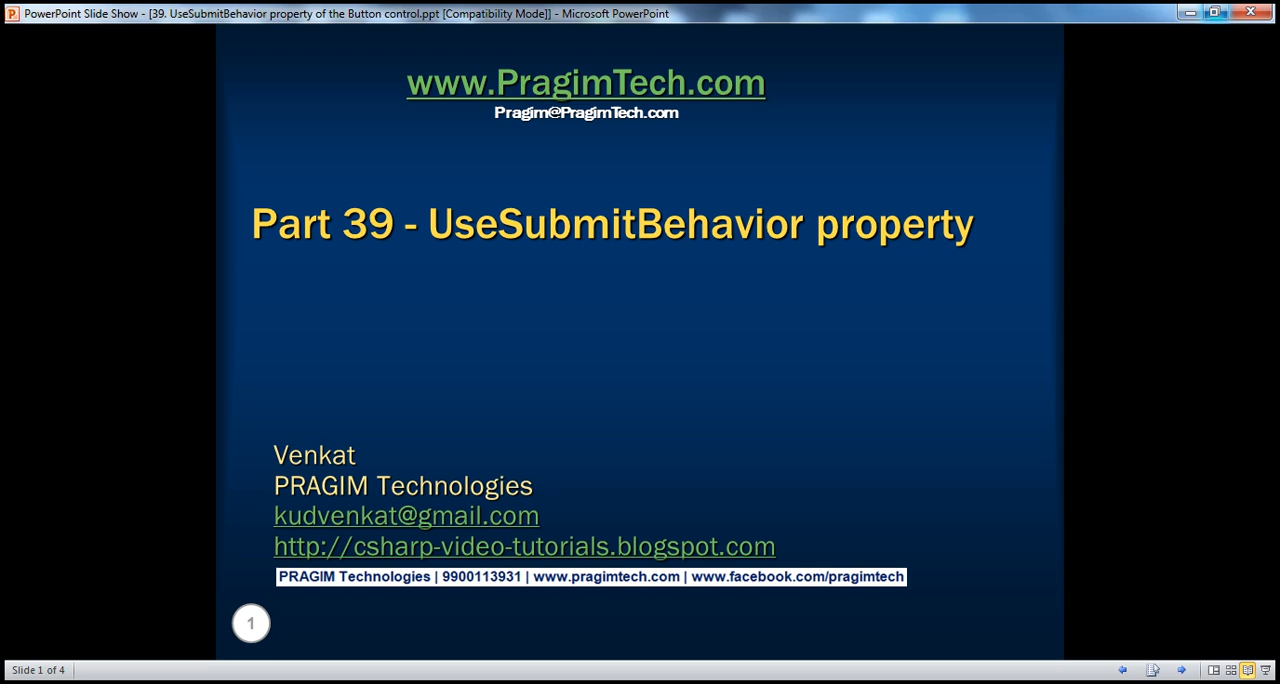 PowerPoint Slide Show - [39. UseSubmitBehavior property of the Button control.ppt [Compatibility Mode]] - Microsoft PowerPoint
www.PragimTech.com
Pragim@PragimTech.com
Part 39 - UseSubmitBehavior property
Venkat
PRAGIM Technologies
kudvenkat@gmail.com
http://csharp-video-tutorials.blogspot.com
PRAGIM Technologies | 9900113931 | www.pragimtech.com | www.facebook.com/pragimtech
1
Slide 1 of 4